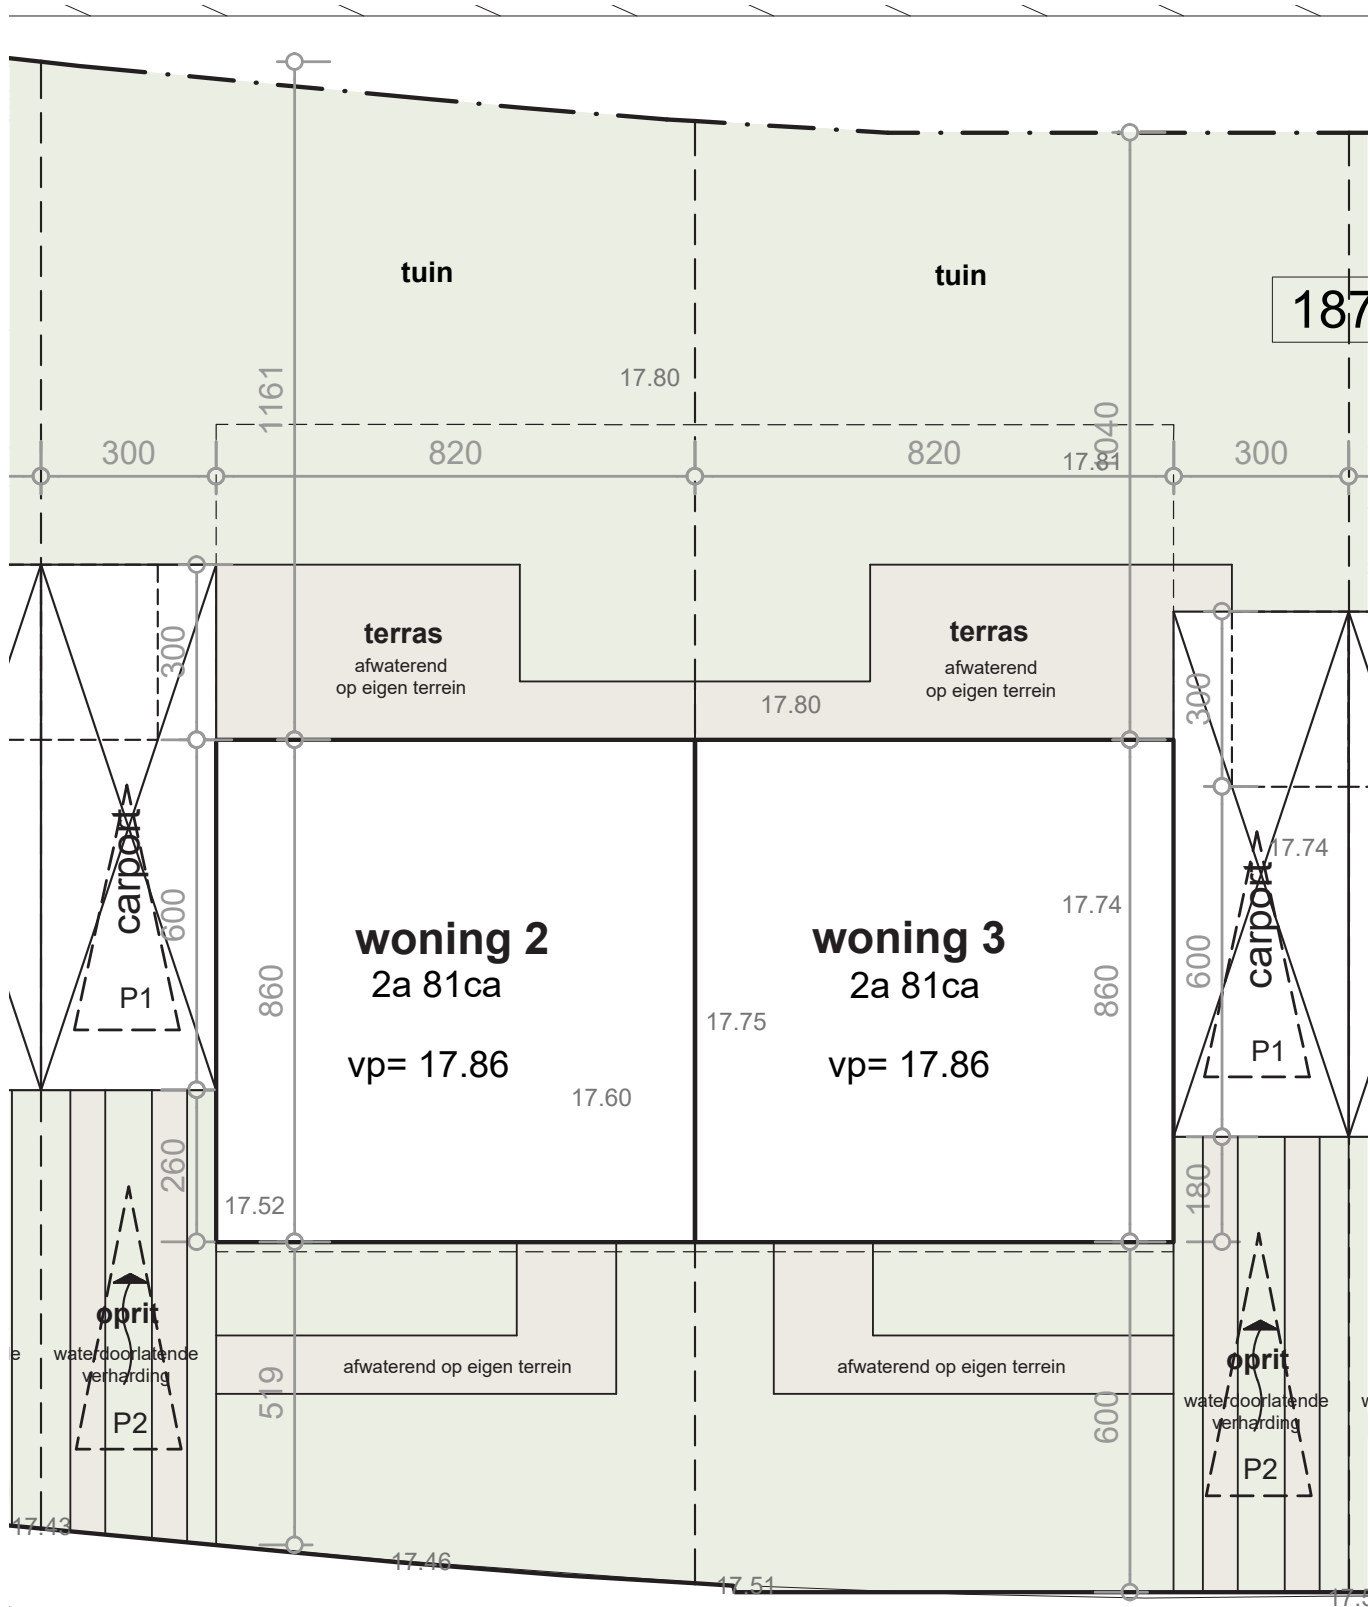 tuin
tuin
187
1161
17.80
1040
300
820
820
17.81
300
300
terras
afwaterend
op eigen terrein
terras
afwaterend
op eigen terrein
17.80
300
carport
600
P1
860
woning 2
2a 81ca
vp= 17.86
17.60
17.52
woning 3
2a 81ca
vp= 17.86
17.75
17.74
860
600
17.74
carport
P1
260
180
oprit
waterdoorlatende
verharding
P2
519
afwaterend op eigen terrein
afwaterend op eigen terrein
600
oprit
waterdoorlatende
verharding
P2
17.43
17.46
17.51